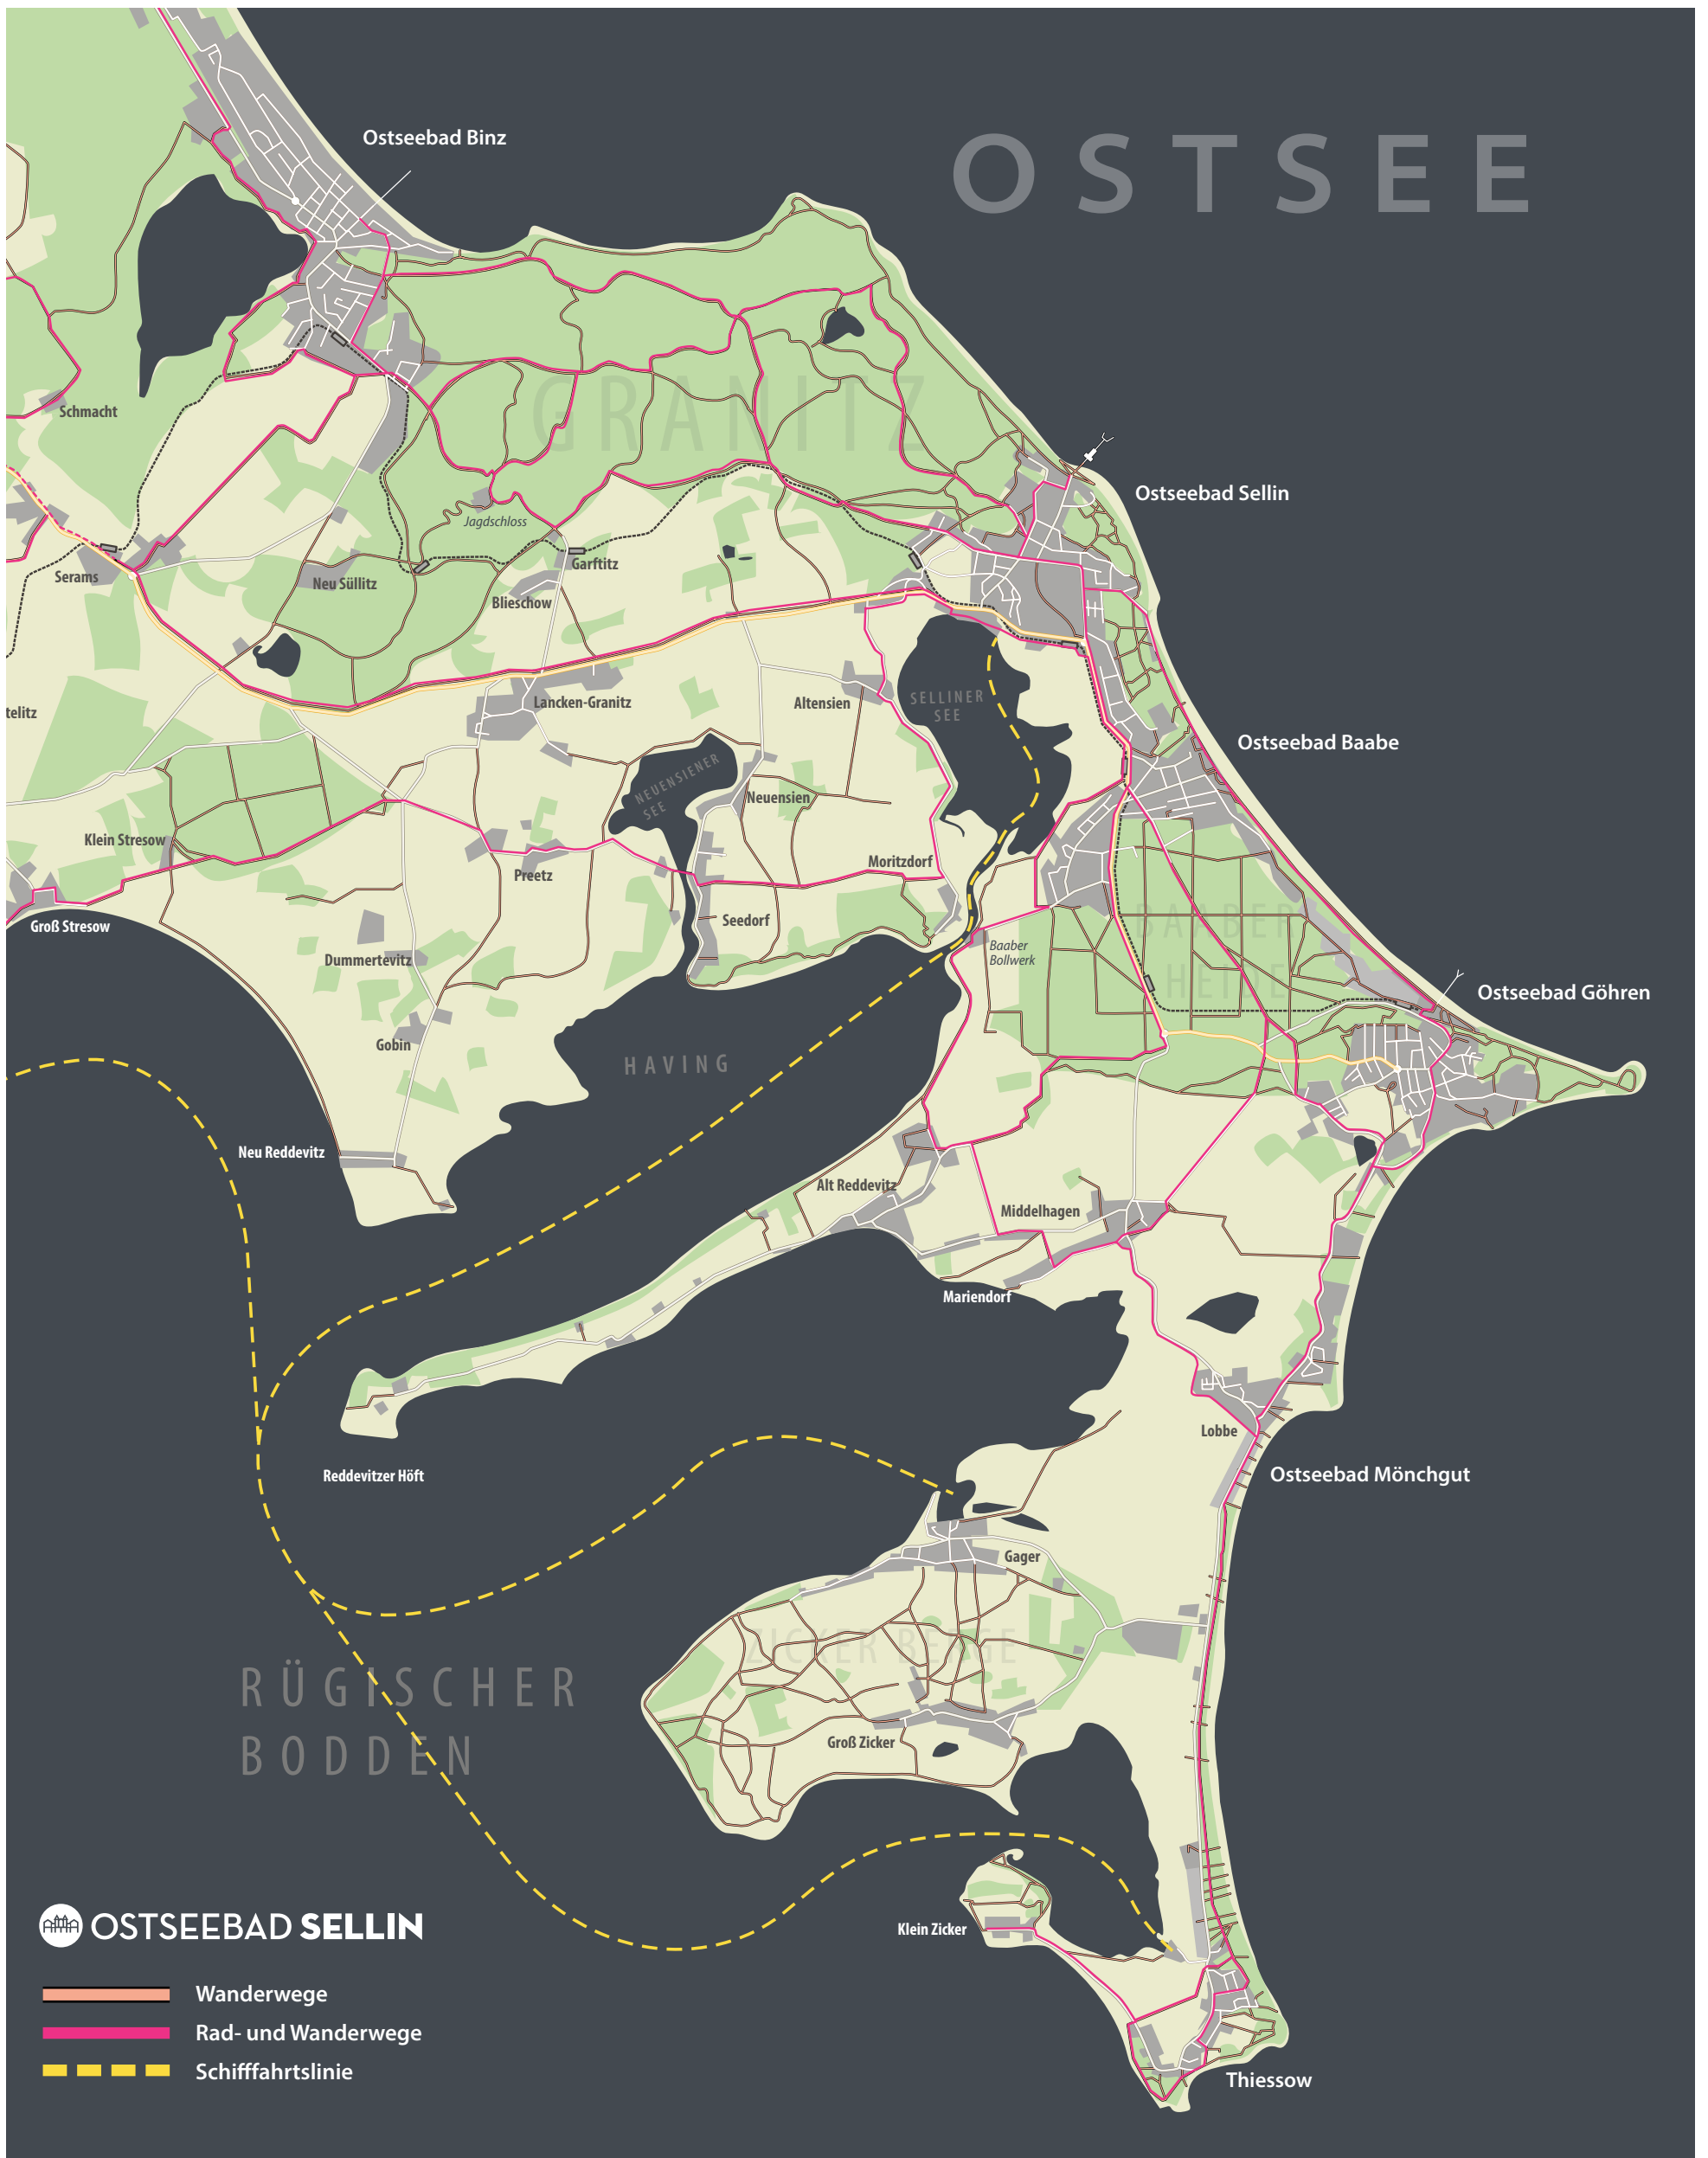 Ostseebad Binz
OSTSEE
Schmacht
GRANITZ
Ostseebad Sellin
Jagdschloss
Garftitz
Serams
Neu Süllitz
Blieschow
telitz
Lancken-Granitz
Altensien
SELLINER
SEE
Ostseebad Baabe
NEUENSIENER
SEE
Neuensien
Klein Stresow
Preetz
Moritzdorf
Groß Stresow
Seedorf
BAABER
HEIDE
Baaber
Bollwerk
Dummertevitz
Ostseebad Göhren
Gobin
HAVING
Neu Reddevitz
Alt Reddevitz
Middelhagen
Mariendorf
Lobbe
Reddevitzer Höft
Ostseebad Mönchgut
Gager
ZICKER BERGE
RÜGISCHER
BODDEN
Groß Zicker
Klein Zicker
OSTSEEBAD SELLIN
Wanderwege
Rad- und Wanderwege
Schifffahrtslinie
Thiessow